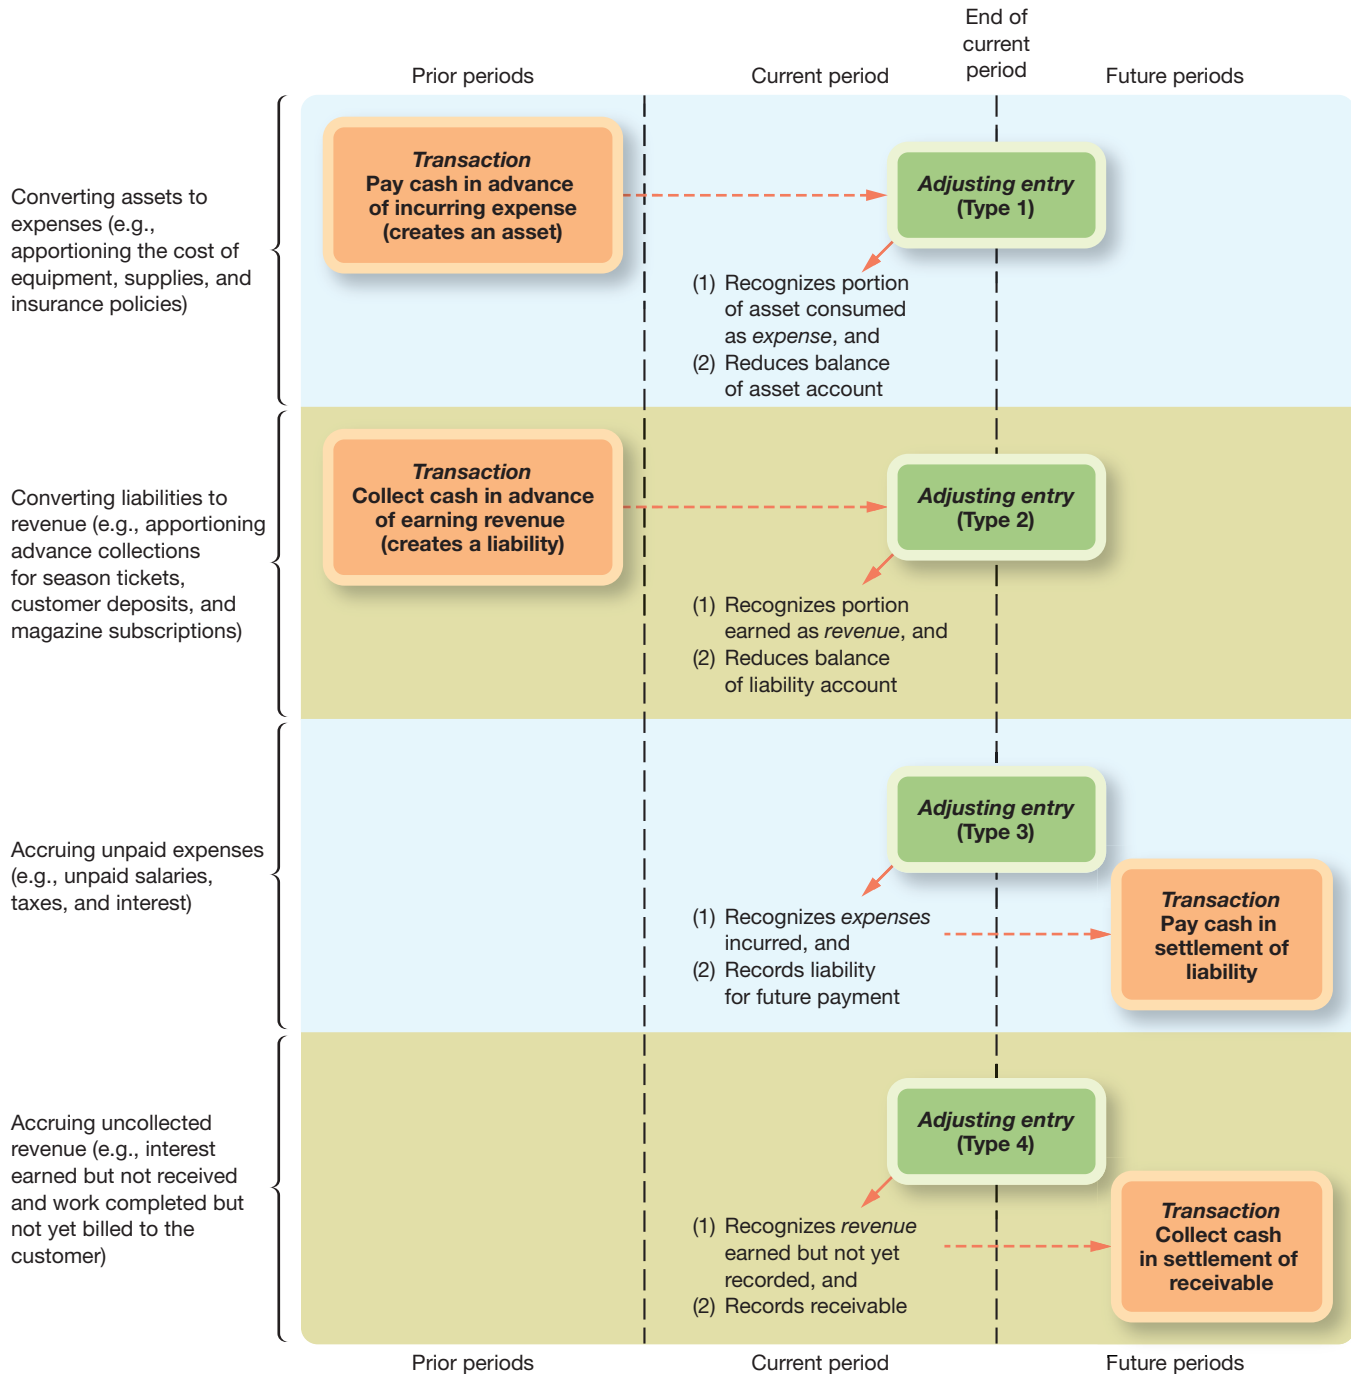 End of
current
period
Prior periods
Current period
Future periods
Converting assets to
expenses (e.g.,
apportioning the cost of
equipment, supplies, and
insurance policies)
Transaction
Pay cash in advance
of incurring expense
(creates an asset)
Adjusting entry
(Type 1)
(1) Recognizes portion
of asset consumed
as expense, and
(2) Reduces balance
of asset account
Converting liabilities to
revenue (e.g., apportioning
advance collections
for season tickets,
customer deposits, and
magazine subscriptions)
Transaction
Collect cash in advance
of earning revenue
(creates a liability)
Adjusting entry
(Type 2)
(1) Recognizes portion
earned as revenue, and
(2) Reduces balance
of liability account
Accruing unpaid expenses
(e.g., unpaid salaries,
taxes, and interest)
Adjusting entry
(Type 3)
(1) Recognizes expenses
incurred, and
(2) Records liability
for future payment
Transaction
Pay cash in
settlement of
liability
Accruing uncollected
revenue (e.g., interest
earned but not received
and work completed but
not yet billed to the
customer)
Adjusting entry
(Type 4)
(1) Recognizes revenue
earned but not yet
recorded, and
(2) Records receivable
Transaction
Collect cash
in settlement of
receivable
Prior periods
Current period
Future periods